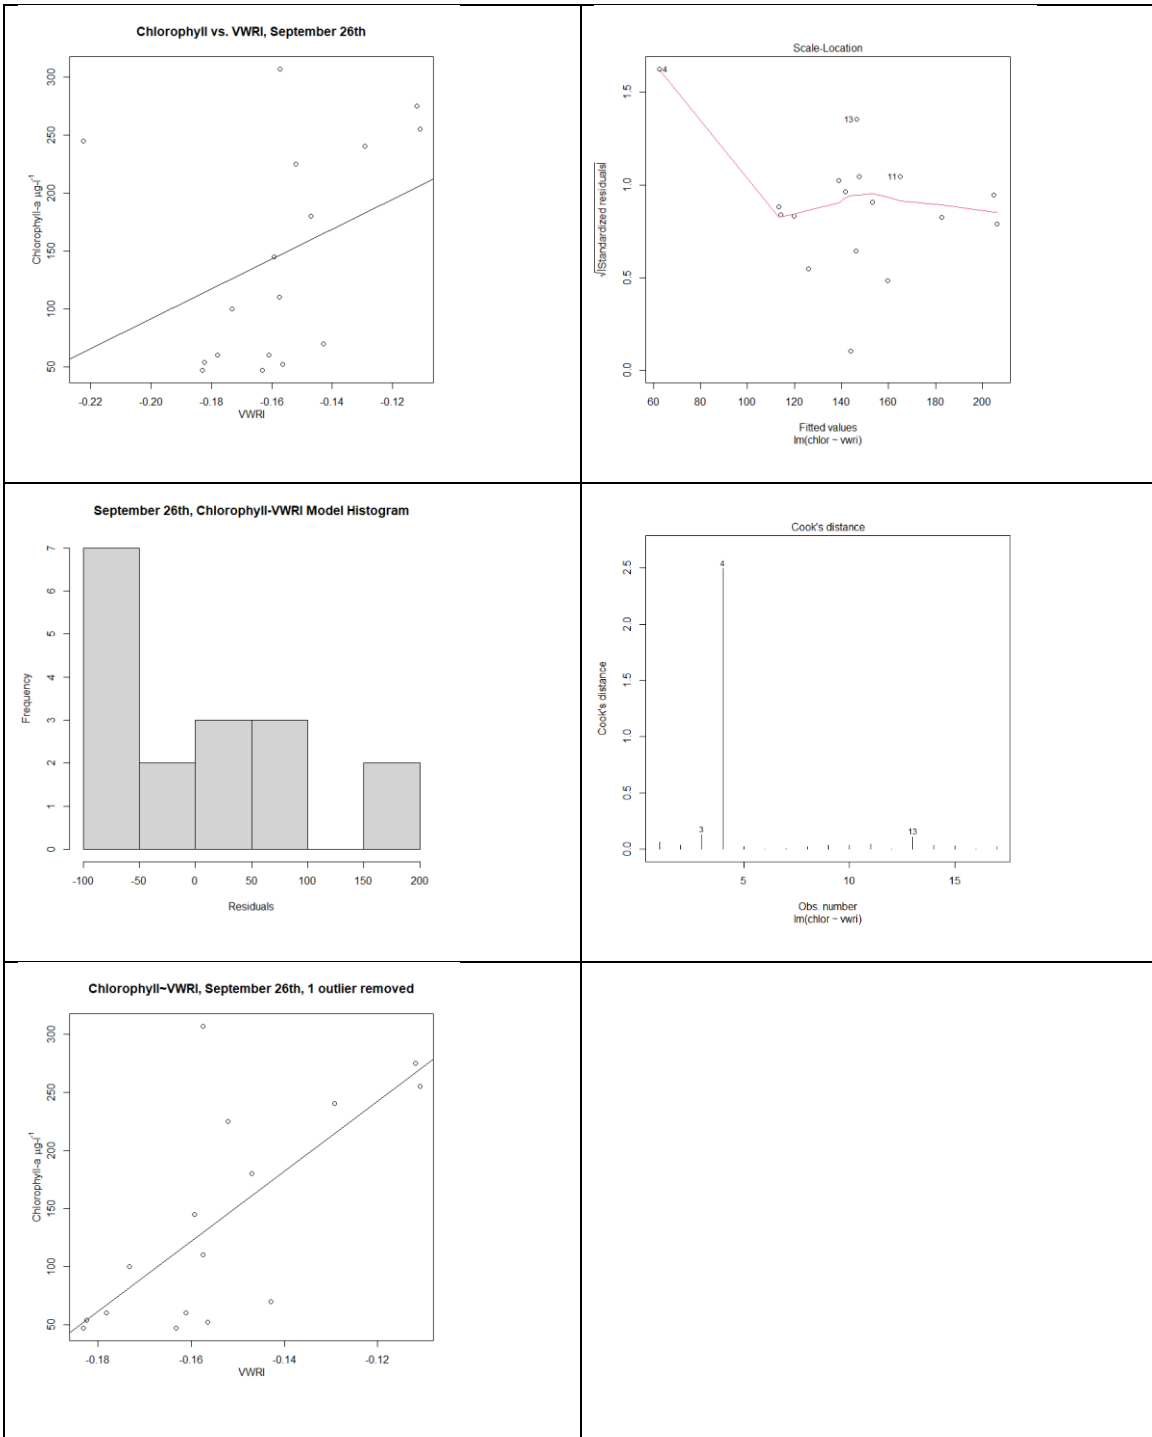 Chlorophyll vs. VWRI, September 26th
Chlorophyll-a µg-l⁻¹
300
250
200
150
100
50
-0.22 -0.20 -0.18 -0.16 -0.14 -0.12
VWRI
Scale-Location
√|Standardized residuals|
1.5
1.0
0.5
0.0
4
13
11
60 80 100 120 140 160 180 200
Fitted values
lm(chlor ~ vwri)
September 26th, Chlorophyll-VWRI Model Histogram
Frequency
7
6
5
4
3
2
1
0
-100 -50 0 50 100 150 200
Residuals
Cook's distance
Cook's distance
2.5
2.0
1.5
1.0
0.5
0.0
4
3
13
5 10 15
Obs. number
lm(chlor ~ vwri)
Chlorophyll~VWRI, September 26th, 1 outlier removed
Chlorophyll-a µg-l⁻¹
300
250
200
150
100
50
-0.18 -0.16 -0.14 -0.12
VWRI